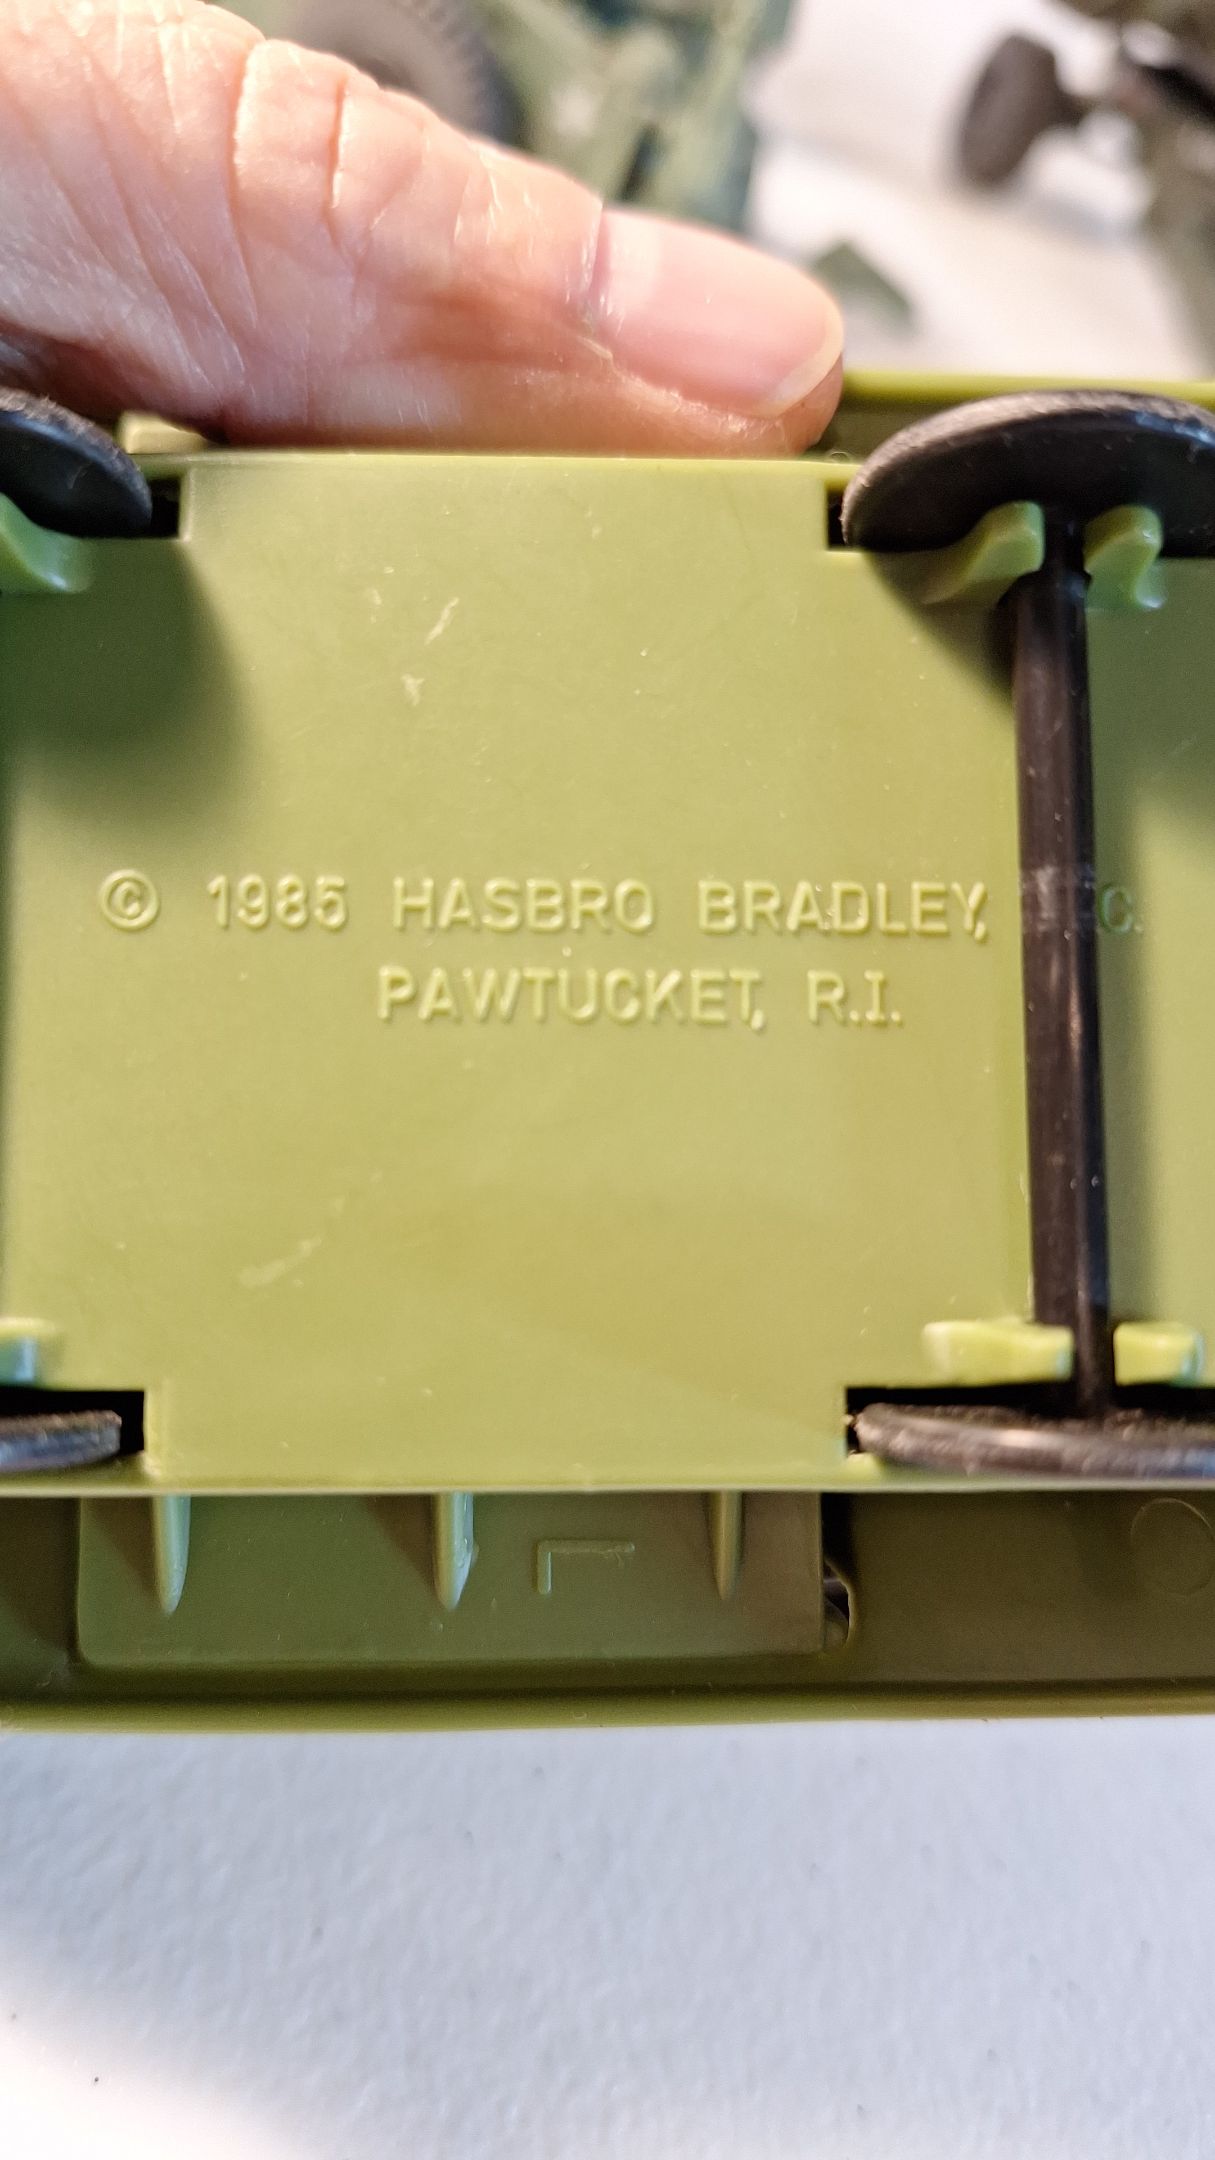 © 1985 HASBRO BRADLEY, C.
PAWTUCKET, R.I.
L